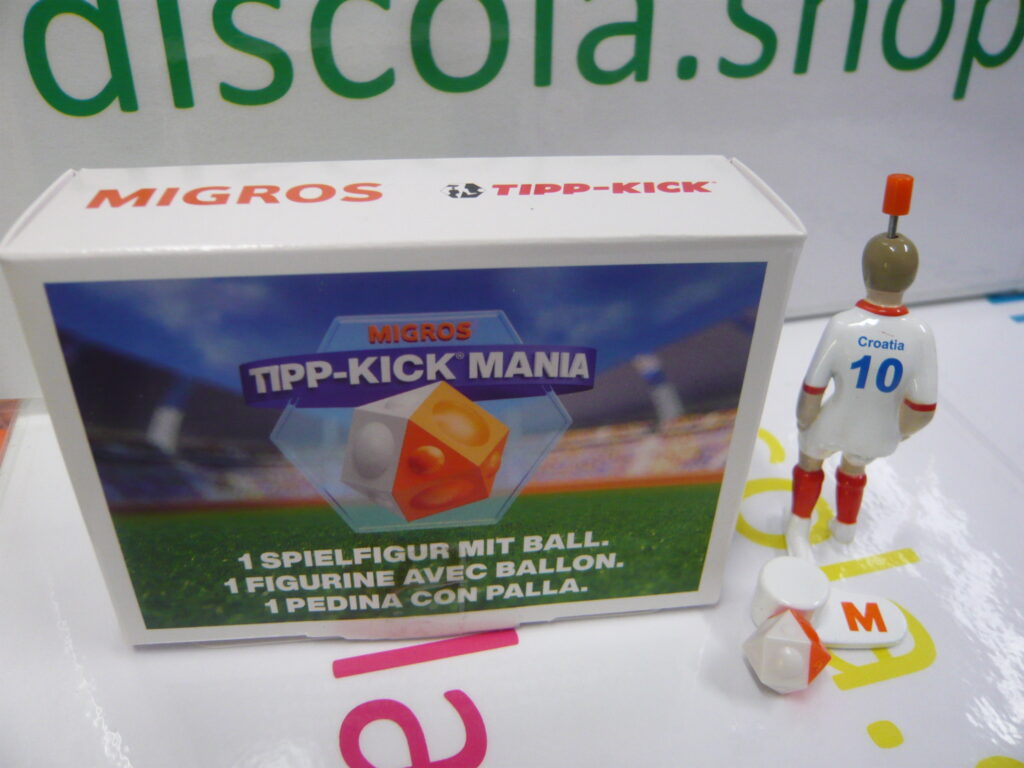 discola.shop
MIGROS TIPP-KICK
MIGROS
TIPP-KICK® MANIA
1 SPIELFIGUR MIT BALL.
1 FIGURINE AVEC BALLON.
1 PEDINA CON PALLA.
Croatia
10
M
la